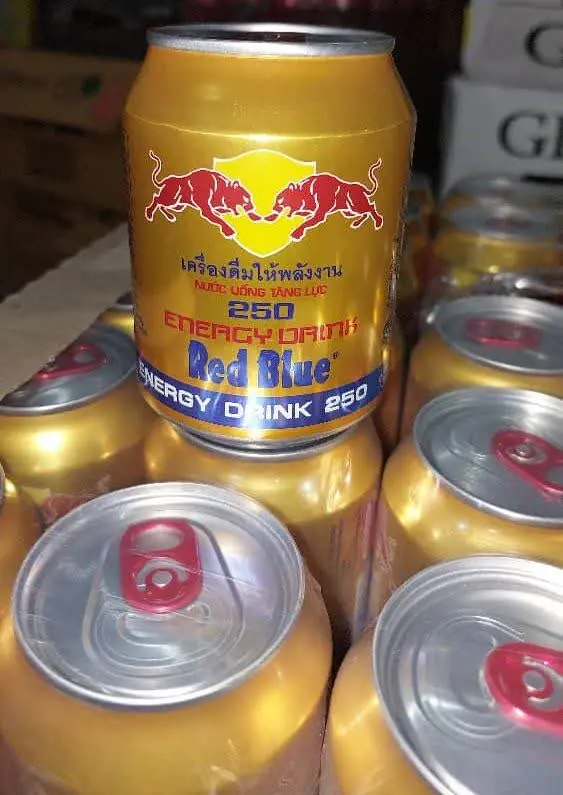 เครื่องดื่มให้พลังงาน
NƯỚC UỐNG TĂNG LỰC
250
ENERGY DRINK
Red Blue
ENERGY DRINK 250